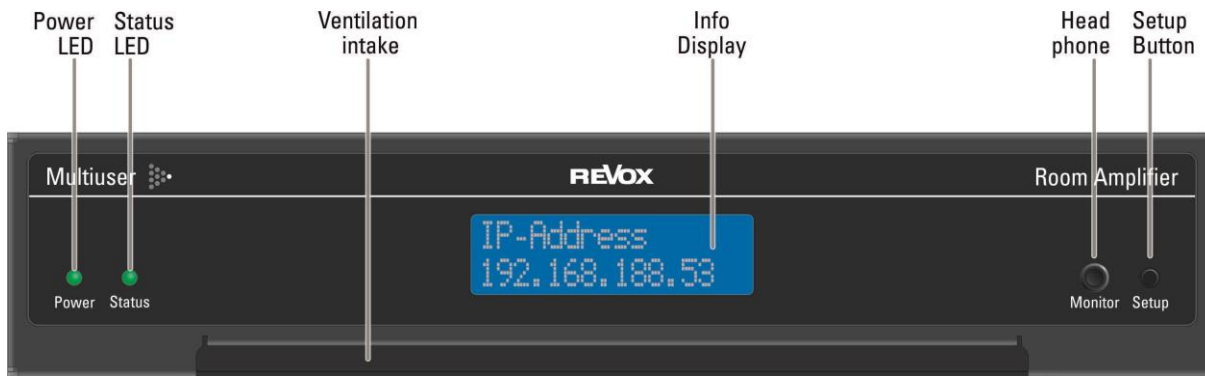 Power LED
Status LED
Ventilation intake
Info Display
Head phone
Setup Button
Multiuser
REVOX
Room Amplifier
IP-Address
192.168.188.53
Power
Status
Monitor
Setup